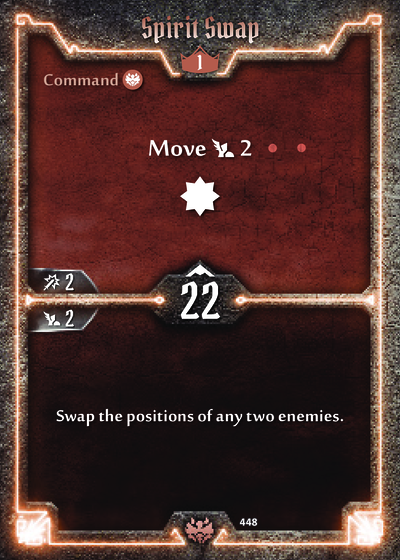 Spirit Swap
1
Command
Move 2
2
22
2
Swap the positions of any two enemies.
448